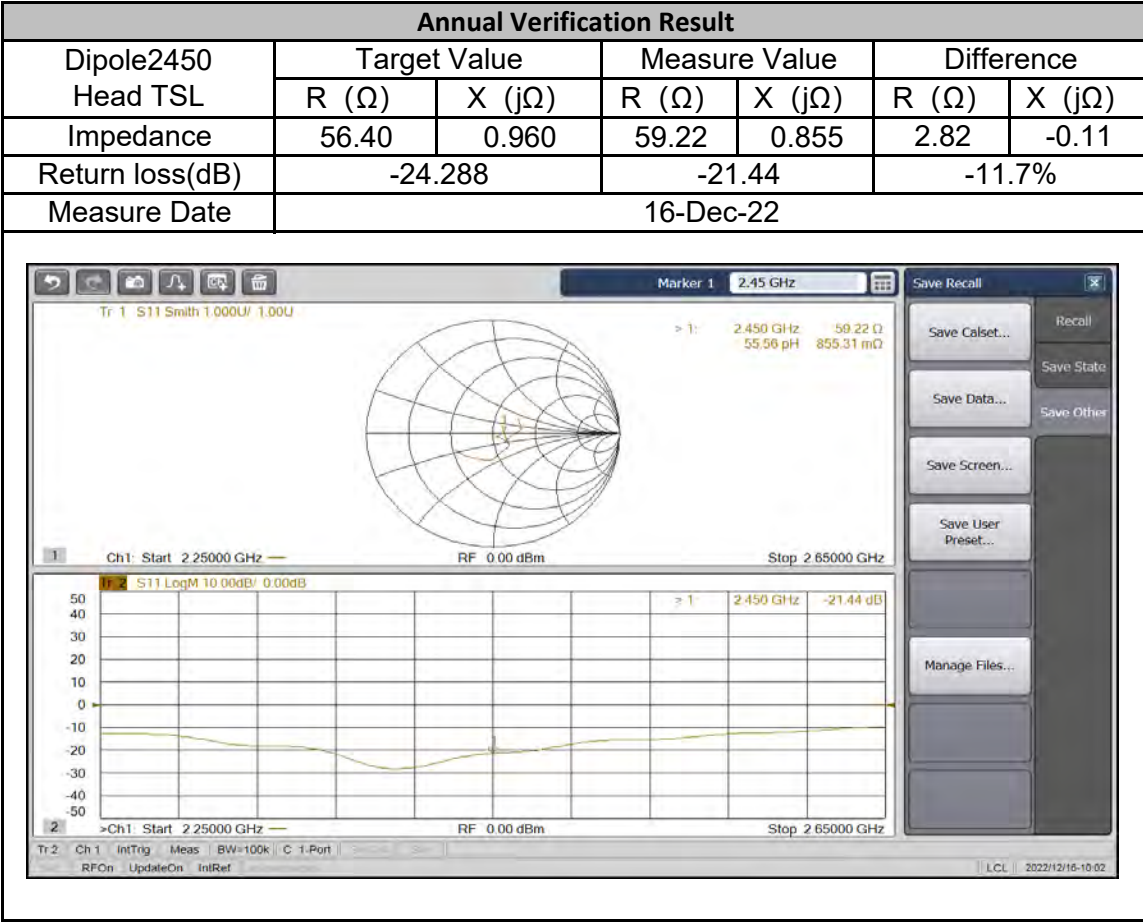 Annual Verification Result
Dipole2450 Head TSL Target Value Measure Value Difference
R (Ω) X (jΩ) R (Ω) X (jΩ) R (Ω) X (jΩ)
Impedance 56.40 0.960 59.22 0.855 2.82 -0.11
Return loss(dB) -24.288 -21.44 -11.7%
Measure Date 16-Dec-22
Marker 1 2.45 GHz
Tr 1 S11 Smith 1.000U/ 1.00U
> 1: 2.450 GHz 59.22 Ω
55.56 pH 855.31 mΩ
1 Ch1: Start 2.25000 GHz RF 0.00 dBm Stop 2.65000 GHz
Tr 2 S11 LogM 10.00dB/ 0.00dB
> 1: 2.450 GHz -21.44 dB
50
40
30
20
10
0
-10
-20
-30
-40
-50
1
2 >Ch1: Start 2.25000 GHz RF 0.00 dBm Stop 2.65000 GHz
Save Recall
Save Calset...
Save Data...
Save Screen...
Save User
Preset...
Manage Files...
Recall
Save State
Save Other
Tr 2 Ch 1 IntTrig Meas BW=100k C 1-Port
RFOn UpdateOn IntRef LCL 2022/12/16-10:02